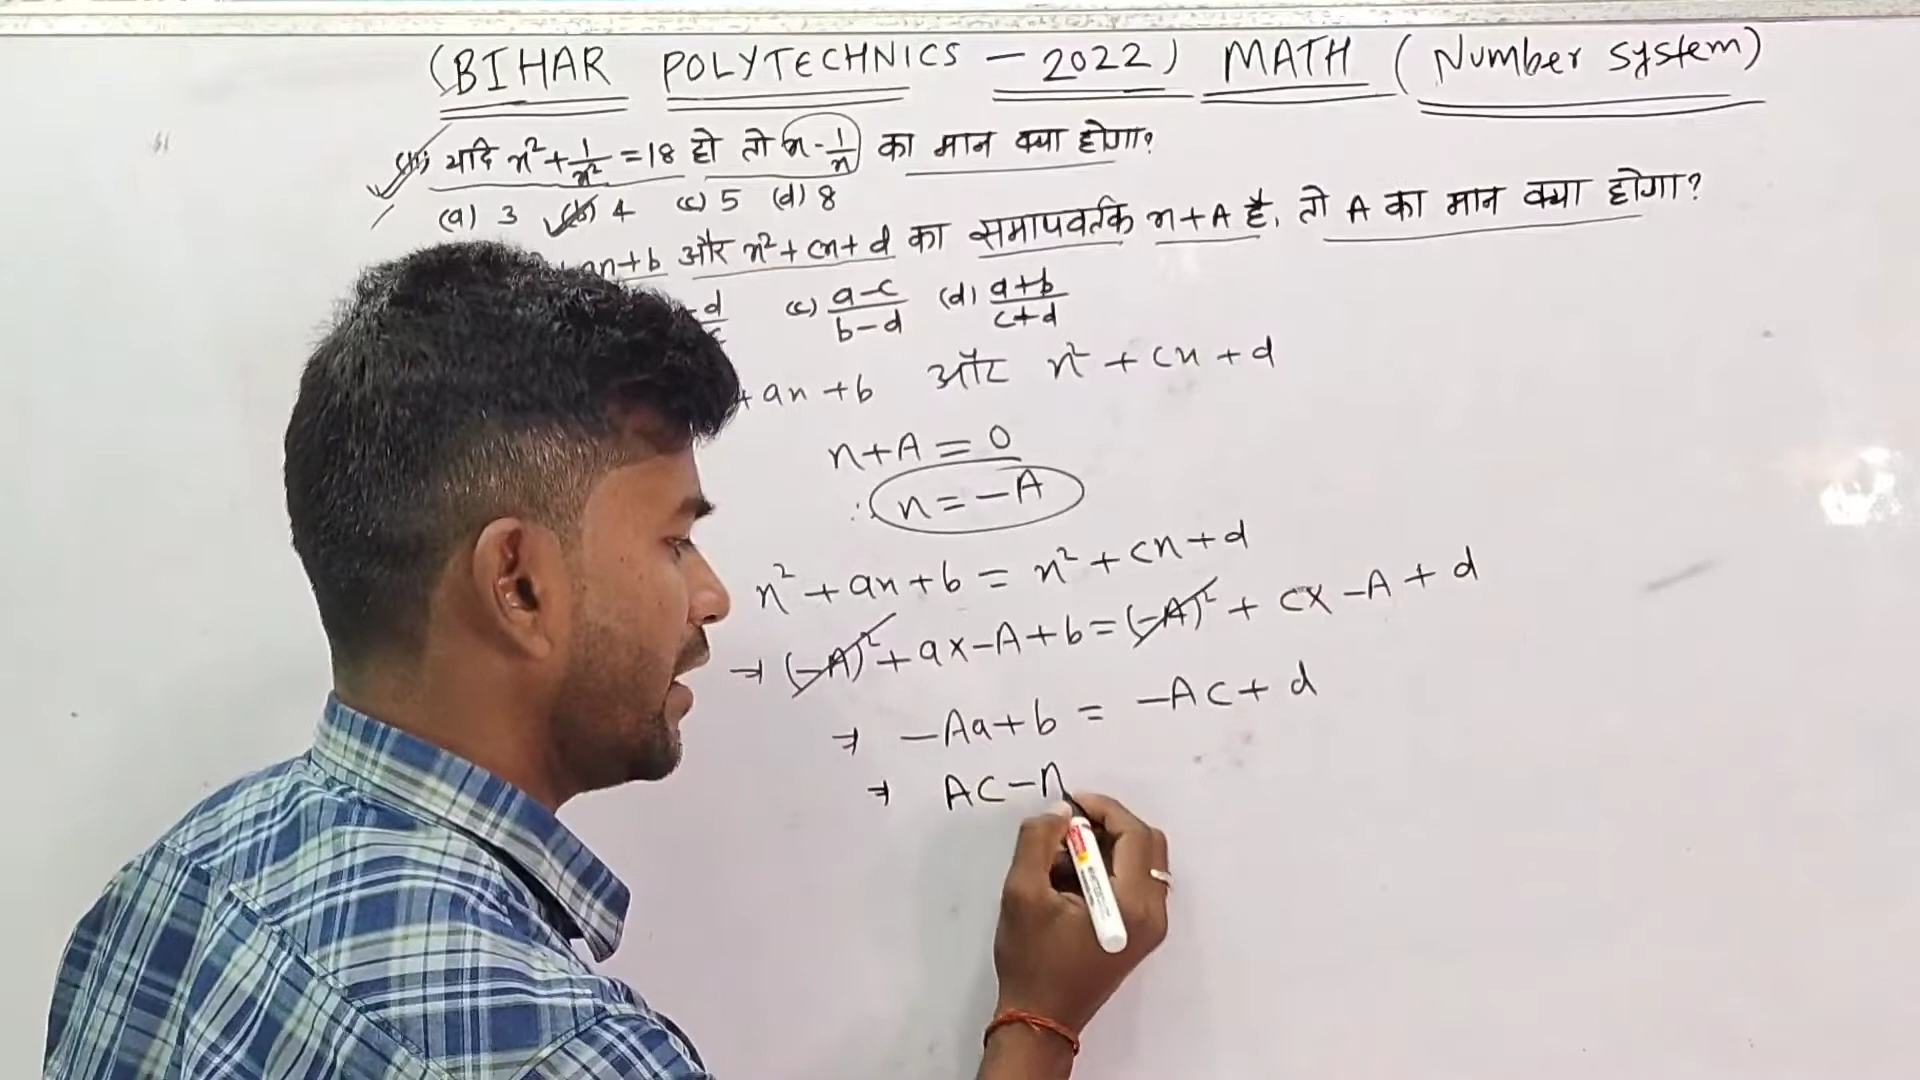 (BIHAR POLYTECHNICS - 2022) MATH (Number system)
यदि n²+1/n²=18 हो तो n-1/n का मान क्या होगा?
(a) 3 (b) 4 (c) 5 (d) 8
an+b और n²+cn+d का समापवर्तक n+A है, तो A का मान क्या होगा?
(c) a-c/b-d (d) a+b/c+d
+an+b और n²+cn+d
n+A=0
∴ n=-A
n²+an+b=n²+cn+d
⇒ (-A)²+ax-A+b=(-A)²+cx-A+d
⇒ -Aa+b = -Ac+d
⇒ AC-